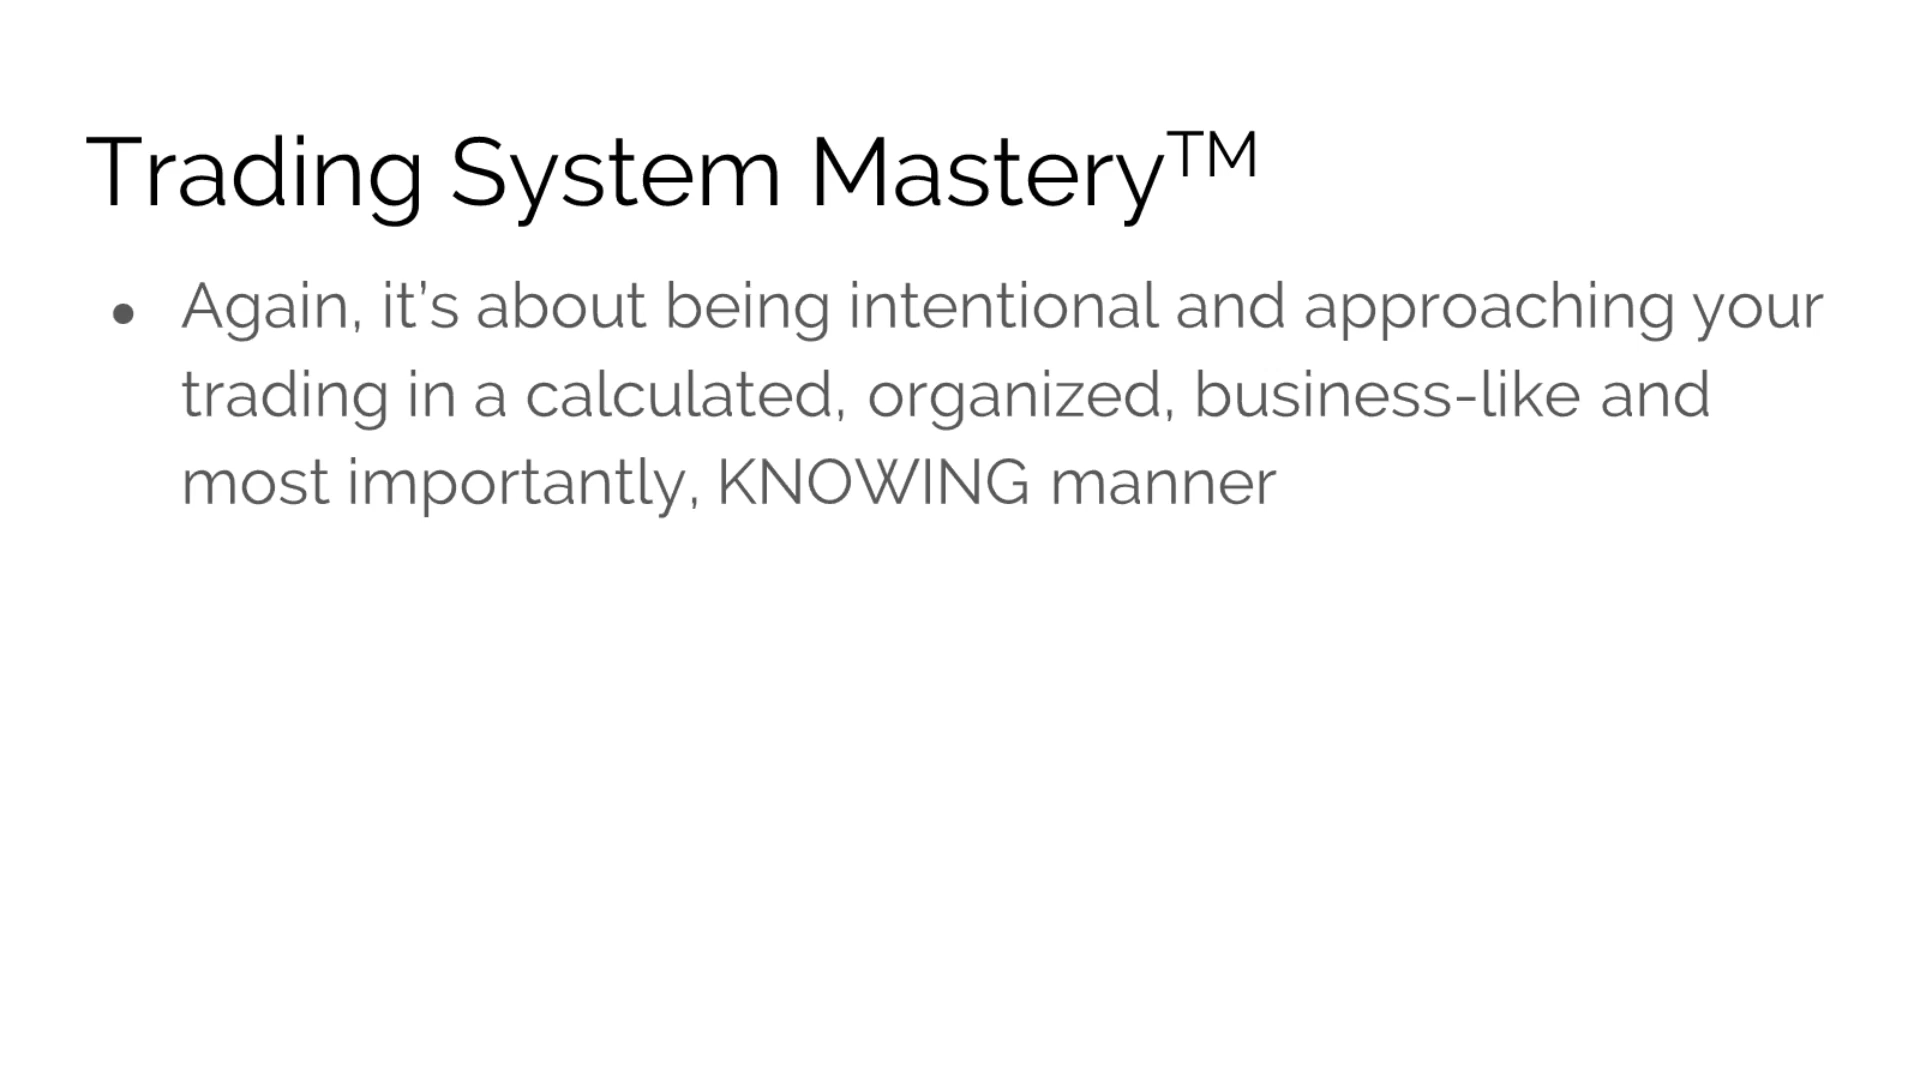 Trading System Mastery™
● Again, it’s about being intentional and approaching your
trading in a calculated, organized, business-like and
most importantly, KNOWING manner